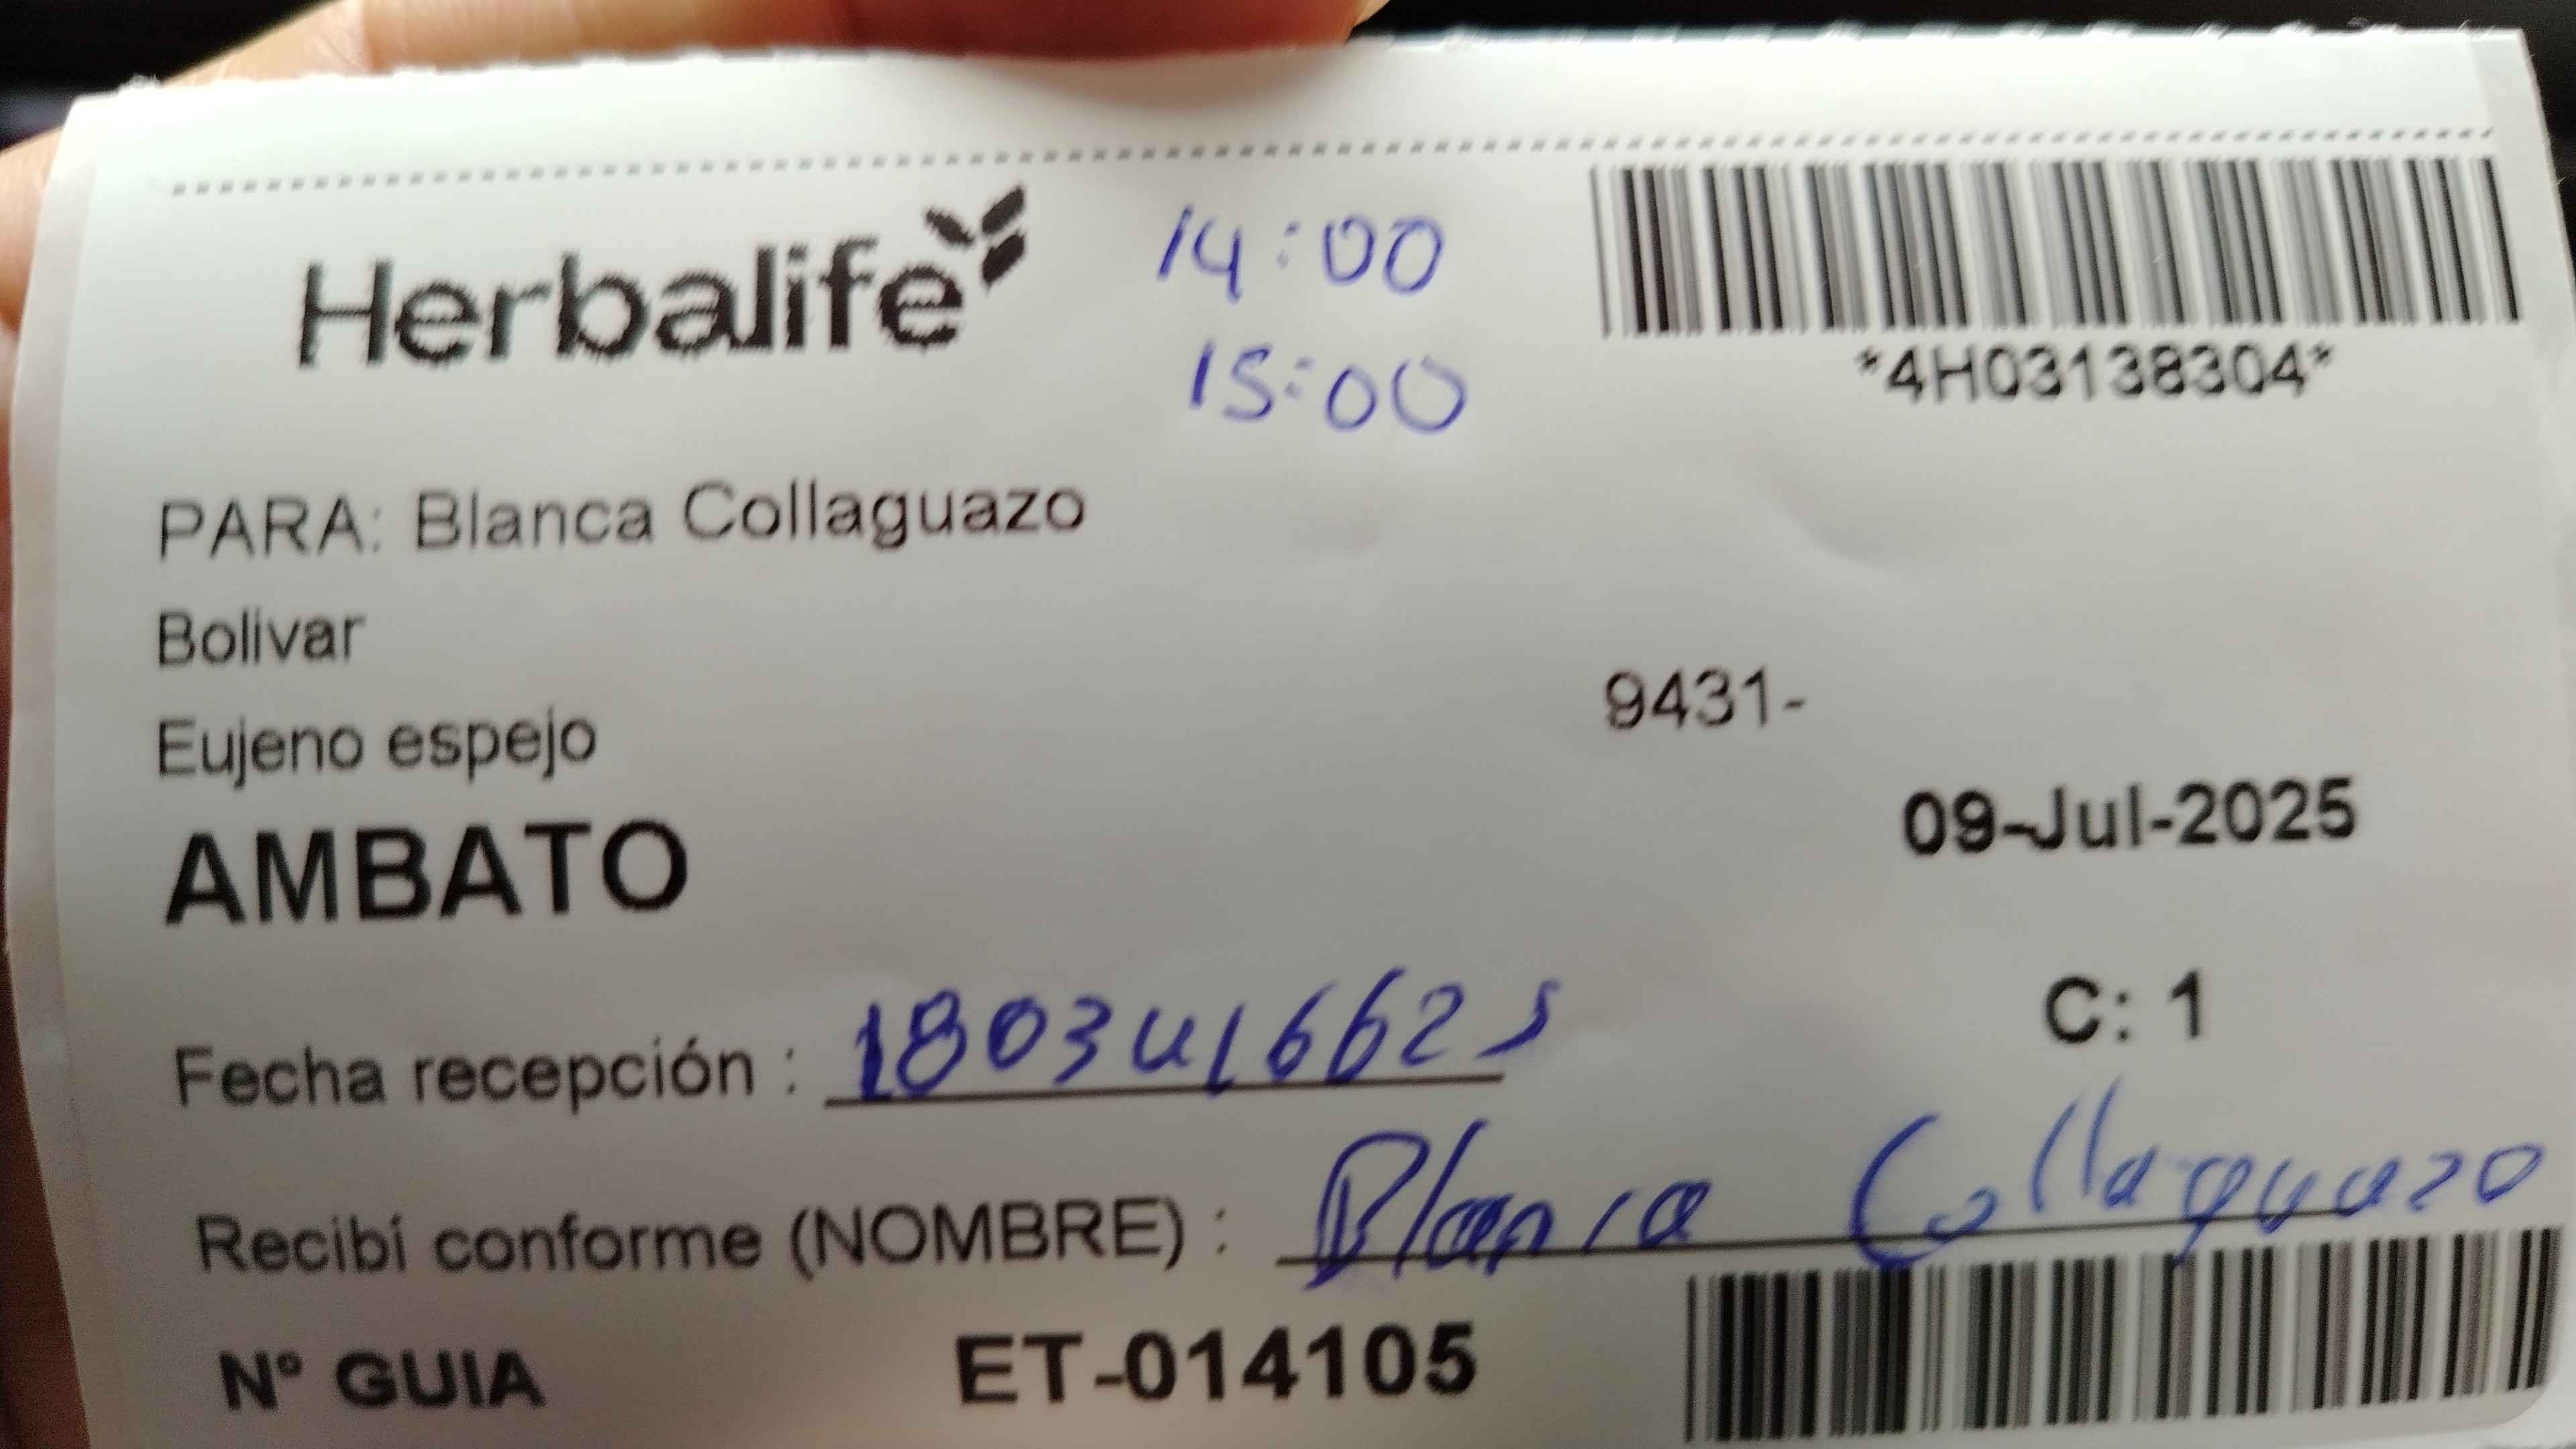 Herbalife
14:00
15:00
*4H03138304*
PARA: Blanca Collaguazo
Bolivar
9431-
Eujeno espejo
09-Jul-2025
AMBATO
C: 1
Fecha recepción : 1803416625
Recibí conforme (NOMBRE) : Blanca Collaguazo
N° GUIA ET-014105